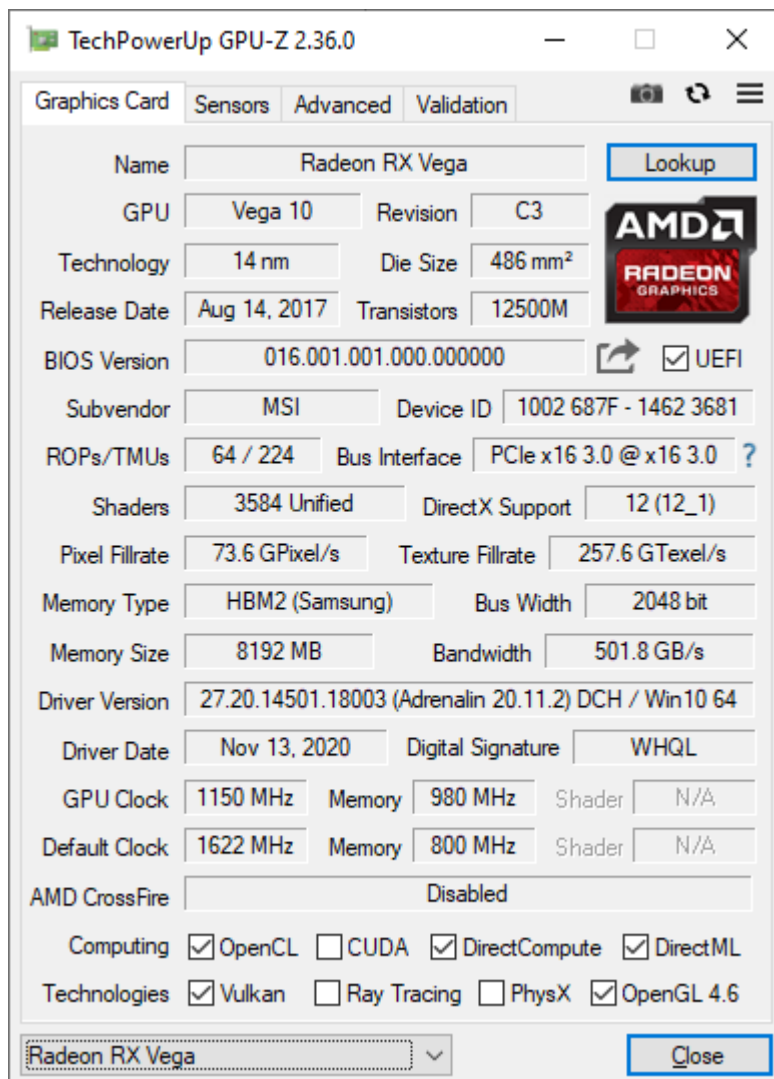 TechPowerUp GPU-Z 2.36.0
Graphics Card Sensors Advanced Validation
Name Radeon RX Vega Lookup
GPU Vega 10 Revision C3
AMD
RADEON
GRAPHICS
Technology 14 nm Die Size 486 mm²
Release Date Aug 14, 2017 Transistors 12500M
BIOS Version 016.001.001.000.000000 UEFI
Subvendor MSI Device ID 1002 687F - 1462 3681
ROPs/TMUs 64 / 224 Bus Interface PCIe x16 3.0 @ x16 3.0 ?
Shaders 3584 Unified DirectX Support 12 (12_1)
Pixel Fillrate 73.6 GPixel/s Texture Fillrate 257.6 GTexel/s
Memory Type HBM2 (Samsung) Bus Width 2048 bit
Memory Size 8192 MB Bandwidth 501.8 GB/s
Driver Version 27.20.14501.18003 (Adrenalin 20.11.2) DCH / Win10 64
Driver Date Nov 13, 2020 Digital Signature WHQL
GPU Clock 1150 MHz Memory 980 MHz Shader N/A
Default Clock 1622 MHz Memory 800 MHz Shader N/A
AMD CrossFire Disabled
Computing OpenCL CUDA DirectCompute DirectML
Technologies Vulkan Ray Tracing PhysX OpenGL 4.6
Radeon RX Vega Close